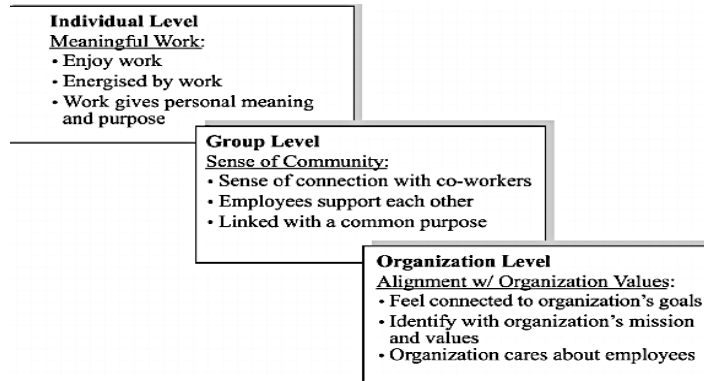 Individual Level
Meaningful Work:
• Enjoy work
• Energised by work
• Work gives personal meaning
and purpose
Group Level
Sense of Community:
• Sense of connection with co-workers
• Employees support each other
• Linked with a common purpose
Organization Level
Alignment w/ Organization Values:
• Feel connected to organization's goals
• Identify with organization's mission
and values
• Organization cares about employees